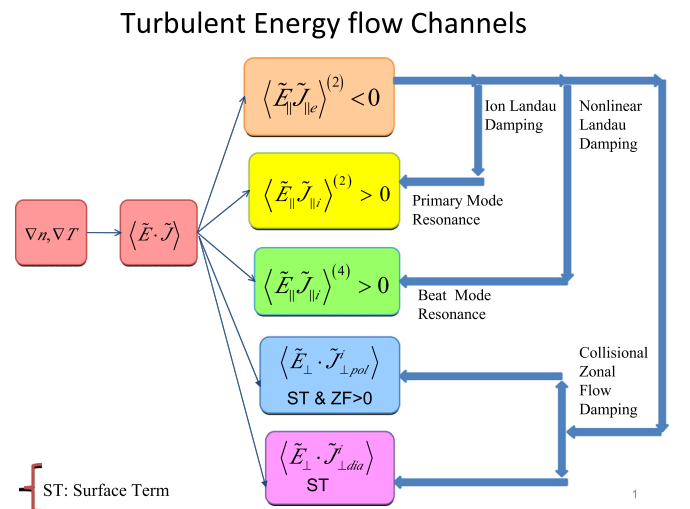 Turbulent Energy flow Channels
⟨Ẽ∥J̃∥e⟩(2) < 0
Ion Landau
Damping
Nonlinear
Landau
Damping
⟨Ẽ∥J̃∥i⟩(2) > 0
Primary Mode
Resonance
∇n,∇T
⟨Ẽ·J̃⟩
⟨Ẽ∥J̃∥i⟩(4) > 0
Beat Mode
Resonance
⟨Ẽ⊥·J̃i⊥pol⟩
ST & ZF>0
Collisional
Zonal
Flow
Damping
⟨Ẽ⊥·J̃i⊥dia⟩
ST
ST: Surface Term
1